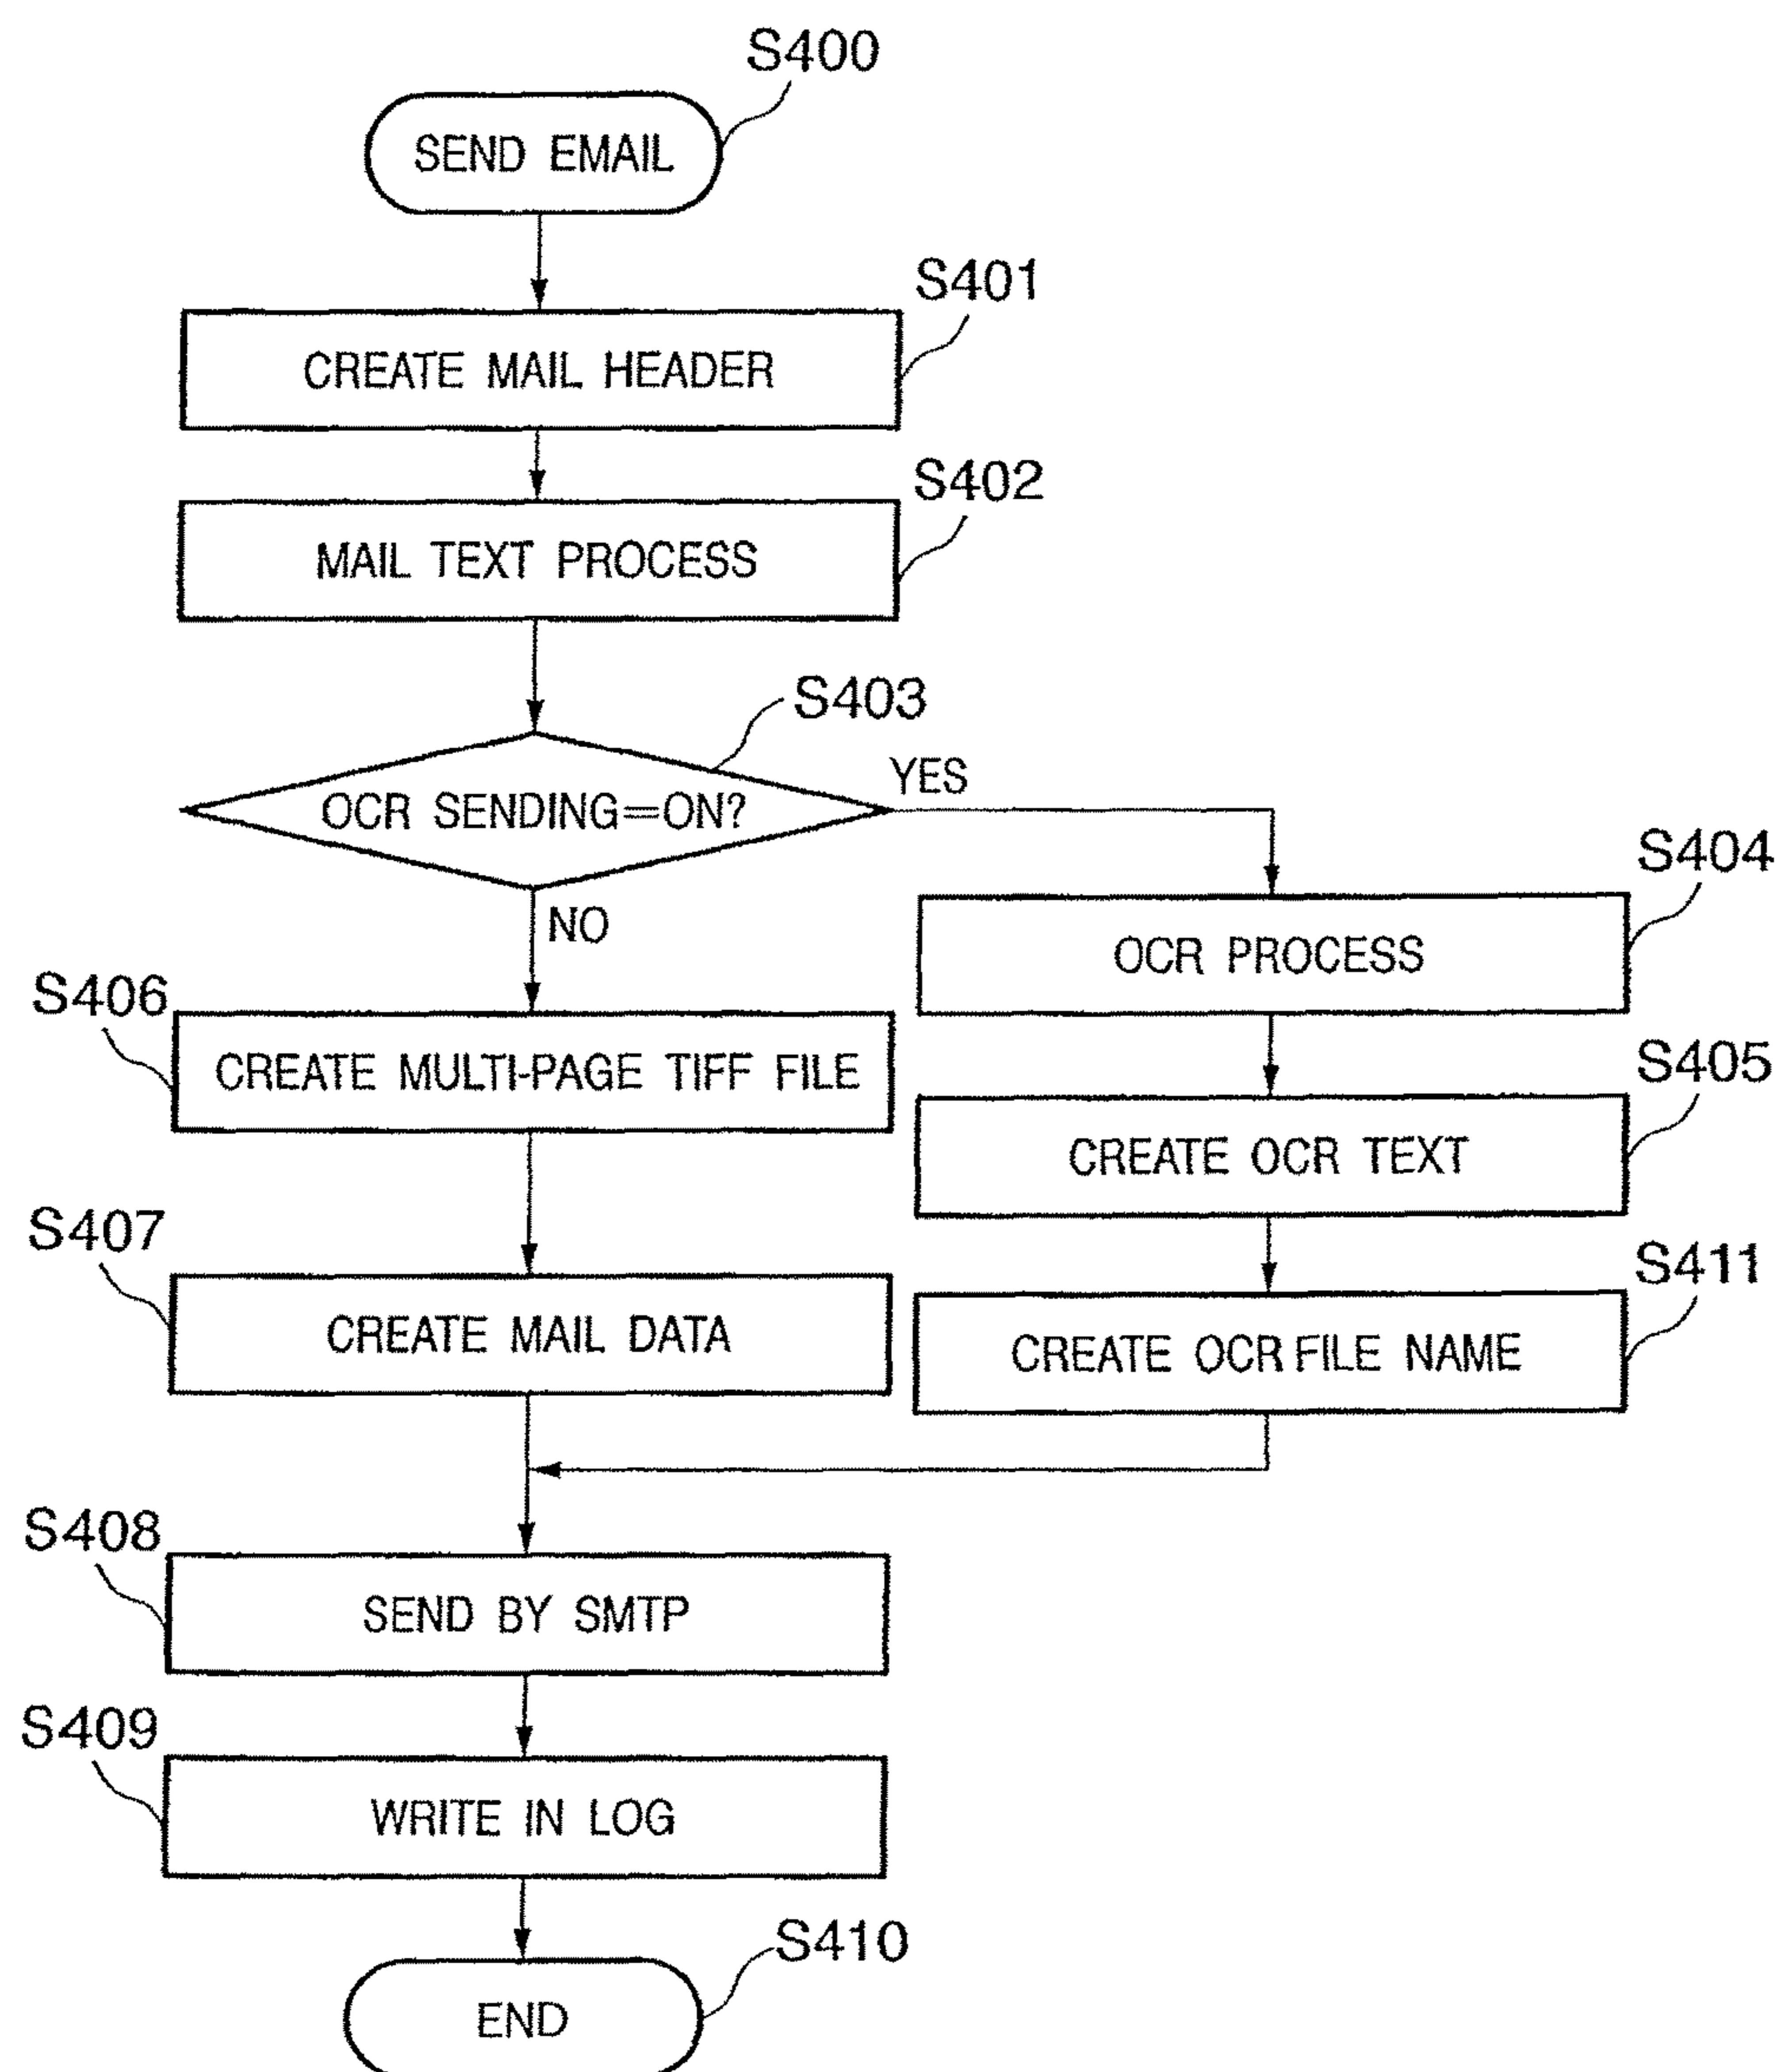 S400
SEND EMAIL
S401
CREATE MAIL HEADER
S402
MAIL TEXT PROCESS
S403
OCR SENDING=ON?
YES
NO
S404
OCR PROCESS
S406
CREATE MULTI-PAGE TIFF FILE
S405
CREATE OCR TEXT
S407
CREATE MAIL DATA
S411
CREATE OCR FILE NAME
S408
SEND BY SMTP
S409
WRITE IN LOG
S410
END